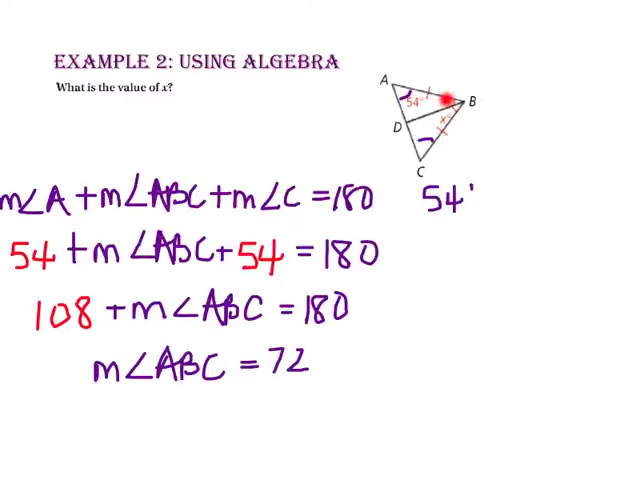 EXAMPLE 2: USING ALGEBRA
What is the value of x?
A
54°
B
x°
D
C
m∠A + m∠ABC + m∠C = 180
54
54 + m∠ABC + 54 = 180
108 + m∠ABC = 180
m∠ABC = 72